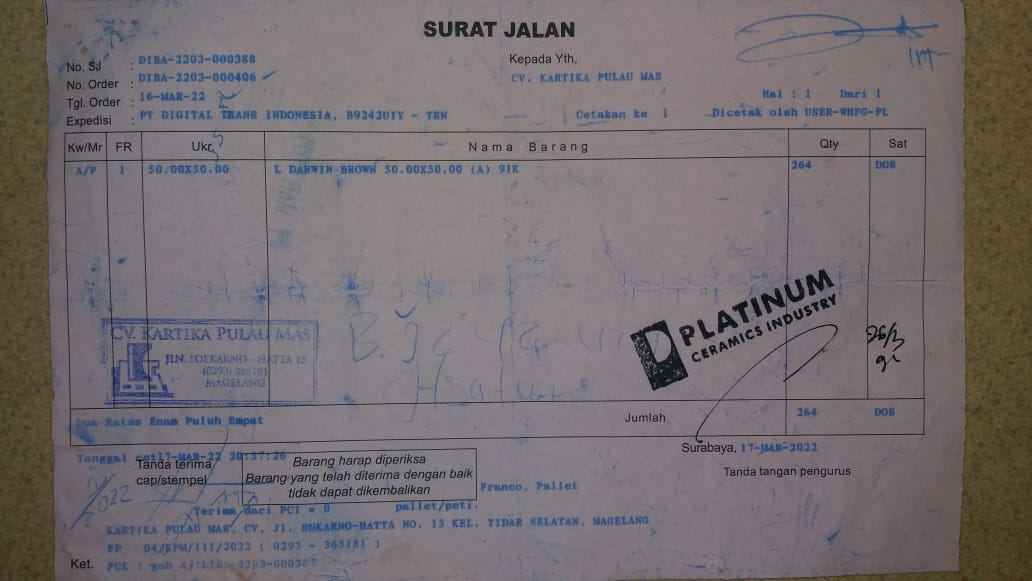 SURAT JALAN
No. SJ : DIBA-2203-000388
Kepada Yth,
No. Order : DIBA-2203-000406
CV. KARTIKA PULAU MAS
Tgl. Order : 16-MAR-22
Hal : 1 Dari 1
Expedisi : PT DIGITAL TRANS INDONESIA, B9242UIY - TRN
Cetakan ke 1 Dicetak oleh USER-WHFG-PL
Kw/Mr FR Ukr Nama Barang Qty Sat
A/P 1 50.00X50.00 L DARWIN BROWN 50.00X50.00 (A) 91K 264 DOS
PLATINUM
CERAMICS INDUSTRY
CV. KARTIKA PULAU MAS
JLN. SOEKARNO - HATTA 15
(0293) 365181
MAGELANG
26/3
Jumlah 264 DOS
Dua Ratus Enam Puluh Empat
Surabaya, 17-MAR-2022
Tanggal cet17-MAR-22 20:57:26
Tanda terima
cap/stempel
Barang harap diperiksa
Barang yang telah diterima dengan baik
tidak dapat dikembalikan
Tanda tangan pengurus
Franco, Pallet
2022
Terima dari PCI = 0 pallet/peti.
KARTIKA PULAU MAS, CV. Jl. SUKARNO-HATTA NO. 15 KEL. TIDAR SELATAN, MAGELANG
FP 04/KPM/III/2022 ( 0293 - 365181 )
Ket. PCI : gab sj: